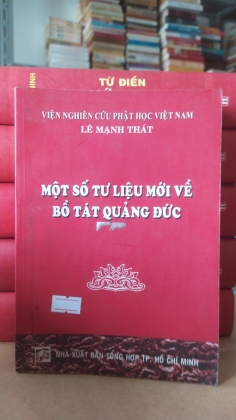 TỪ ĐIỂN
VIỆN NGHIÊN CỨU PHẬT HỌC VIỆT NAM
LÊ MẠNH THÁT
MỘT SỐ TƯ LIỆU MỚI VỀ
BỒ TÁT QUẢNG ĐỨC
NHÀ XUẤT BẢN TỔNG HỢP TP. HỒ CHÍ MINH